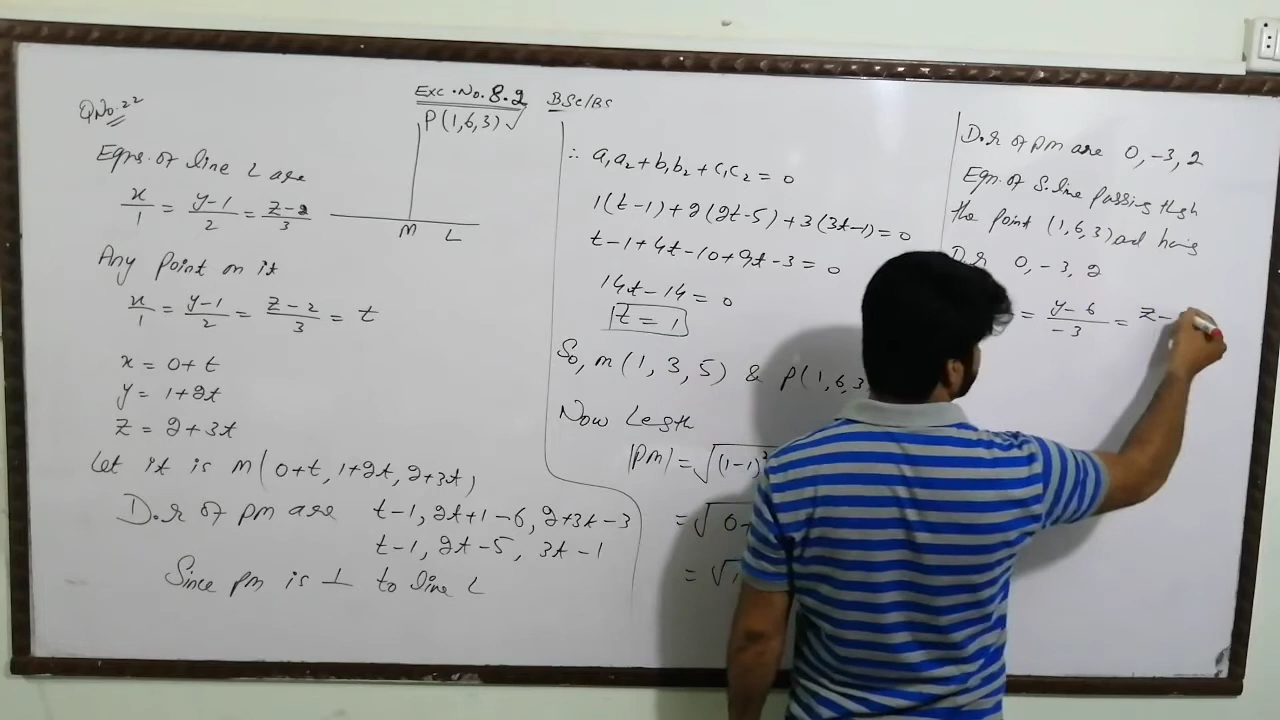 Exc. No. 8.2 BSc/BS
QNo. 22
P(1,6,3)√
Eqns. of line L are
x/1 = y-1/2 = z-2/3
M L
Any Point on it
x/1 = y-1/2 = z-2/3 = t
x = 0+t
y = 1+2t
z = 2+3t
Let it is M(0+t, 1+2t, 2+3t)
D.r of PM are t-1, 2t+1-6, 2+3t-3
t-1, 2t-5, 3t-1
Since PM is ⊥ to line L
∴ a₁a₂+b₁b₂+c₁c₂ = 0
1(t-1)+2(2t-5)+3(3t-1) = 0
t-1+4t-10+9t-3 = 0
14t-14 = 0
t = 1
So, M(1, 3, 5) & P(1,6,3
Now Length
|PM| = √(1-1)²
= √0+
= √
D.r of PM are 0, -3, 2
Eqn. of S. line passing thgh
the point (1,6,3) and having
D.r 0, -3, 2
= y-6/-3 = z-